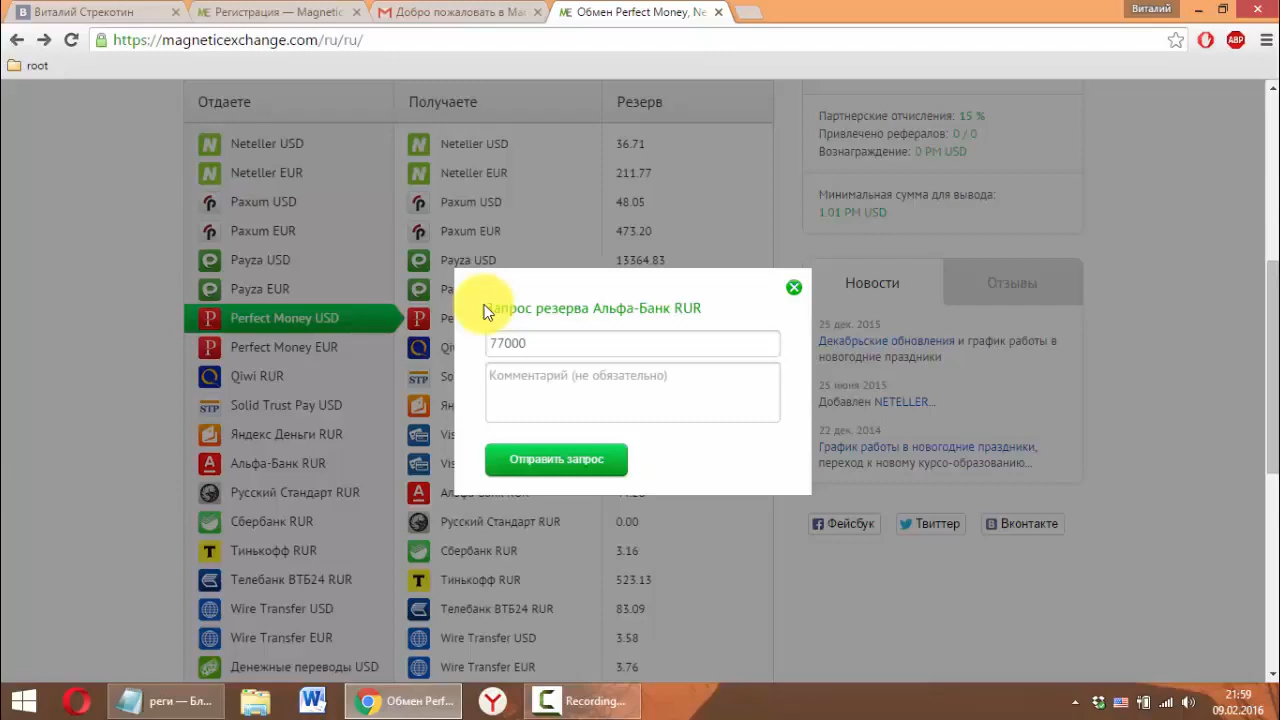 Виталий Стрекотин
Регистрация — Magnetic
Добро пожаловать в Ma
Обмен Perfect Money, Ne
Виталий
https://magneticexchange.com/ru/ru/
ABP
root
Отдаете
Получаете
Резерв
Neteller USD
Neteller USD
36.71
Neteller EUR
Neteller EUR
211.77
Paxum USD
Paxum USD
48.05
Paxum EUR
Paxum EUR
473.20
Payza USD
Payza USD
13364.83
Payza EUR
Pa
Perfect Money USD
Pe
Perfect Money EUR
Qi
Qiwi RUR
So
Solid Trust Pay USD
Ян
Яндекс Деньги RUR
Vis
Альфа-Банк RUR
Vis
Русский Стандарт RUR
Сбербанк RUR
Русский Стандарт RUR
0.00
Тинькофф RUR
Сбербанк RUR
3.16
Телебанк ВТБ24 RUR
Тинькофф RUR
523.13
Wire Transfer USD
Телебанк ВТБ24 RUR
83.09
Wire Transfer EUR
Wire Transfer USD
3.58
Денежные переводы USD
Wire Transfer EUR
3.76
Запрос резерва Альфа-Банк RUR
77000
Комментарий (не обязательно)
Отправить запрос
Партнерские отчисления: 15 %
Привлечено рефералов: 0 / 0
Вознаграждение: 0 PM USD
Минимальная сумма для вывода:
1.01 PM USD
Новости
Отзывы
25 дек. 2015
Декабрьские обновления и график работы в
новогодние праздники
25 июня 2015
Добавлен NETELLER...
22 дек. 2014
График работы в новогодние праздники,
переход к новому курсо-образованию...
Фейсбук
Твиттер
Вконтакте
реги — Бл...
Обмен Perf...
Recording...
21:59
09.02.2016